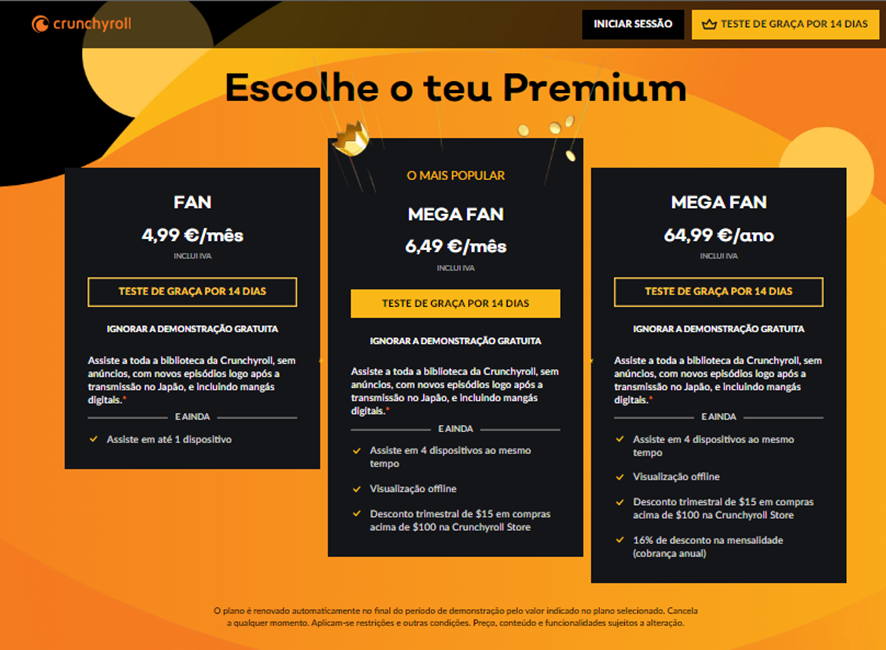 crunchyroll
INICIAR SESSÃO
TESTE DE GRAÇA POR 14 DIAS
Escolhe o teu Premium
FAN
4,99 €/mês
INCLUI IVA
TESTE DE GRAÇA POR 14 DIAS
IGNORAR A DEMONSTRAÇÃO GRATUITA
Assiste a toda a biblioteca da Crunchyroll, sem
anúncios, com novos episódios logo após a
transmissão no Japão, e incluindo mangás
digitais.*
E AINDA
Assiste em até 1 dispositivo
O MAIS POPULAR
MEGA FAN
6,49 €/mês
INCLUI IVA
TESTE DE GRAÇA POR 14 DIAS
IGNORAR A DEMONSTRAÇÃO GRATUITA
Assiste a toda a biblioteca da Crunchyroll, sem
anúncios, com novos episódios logo após a
transmissão no Japão, e incluindo mangás
digitais.*
E AINDA
Assiste em 4 dispositivos ao mesmo
tempo
Visualização offline
Desconto trimestral de $15 em compras
acima de $100 na Crunchyroll Store
MEGA FAN
64,99 €/ano
INCLUI IVA
TESTE DE GRAÇA POR 14 DIAS
IGNORAR A DEMONSTRAÇÃO GRATUITA
Assiste a toda a biblioteca da Crunchyroll, sem
anúncios, com novos episódios logo após a
transmissão no Japão, e incluindo mangás
digitais.*
E AINDA
Assiste em 4 dispositivos ao mesmo
tempo
Visualização offline
Desconto trimestral de $15 em compras
acima de $100 na Crunchyroll Store
16% de desconto na mensalidade
(cobrança anual)
O plano é renovado automaticamente no final do período de demonstração pelo valor indicado no plano selecionado. Cancela
a qualquer momento. Aplicam-se restrições e outras condições. Preço, conteúdo e funcionalidades sujeitos a alteração.